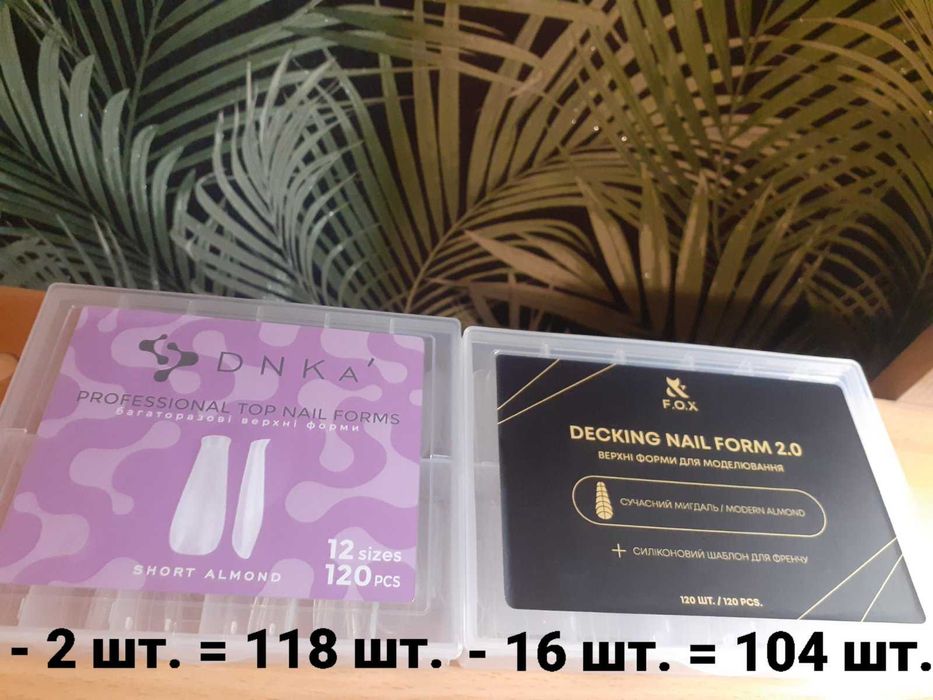 DNKa'
PROFESSIONAL TOP NAIL FORMS
багаторазові верхні форми
12 sizes
120 PCS
SHORT ALMOND
F.O.X
DECKING NAIL FORM 2.0
ВЕРХНІ ФОРМИ ДЛЯ МОДЕЛЮВАННЯ
СУЧАСНИЙ МИГДАЛЬ / MODERN ALMOND
+ СИЛІКОНОВИЙ ШАБЛОН ДЛЯ ФРЕНЧУ
120 ШТ. / 120 PCS.
- 2 шт. = 118 шт.
- 16 шт. = 104 шт.